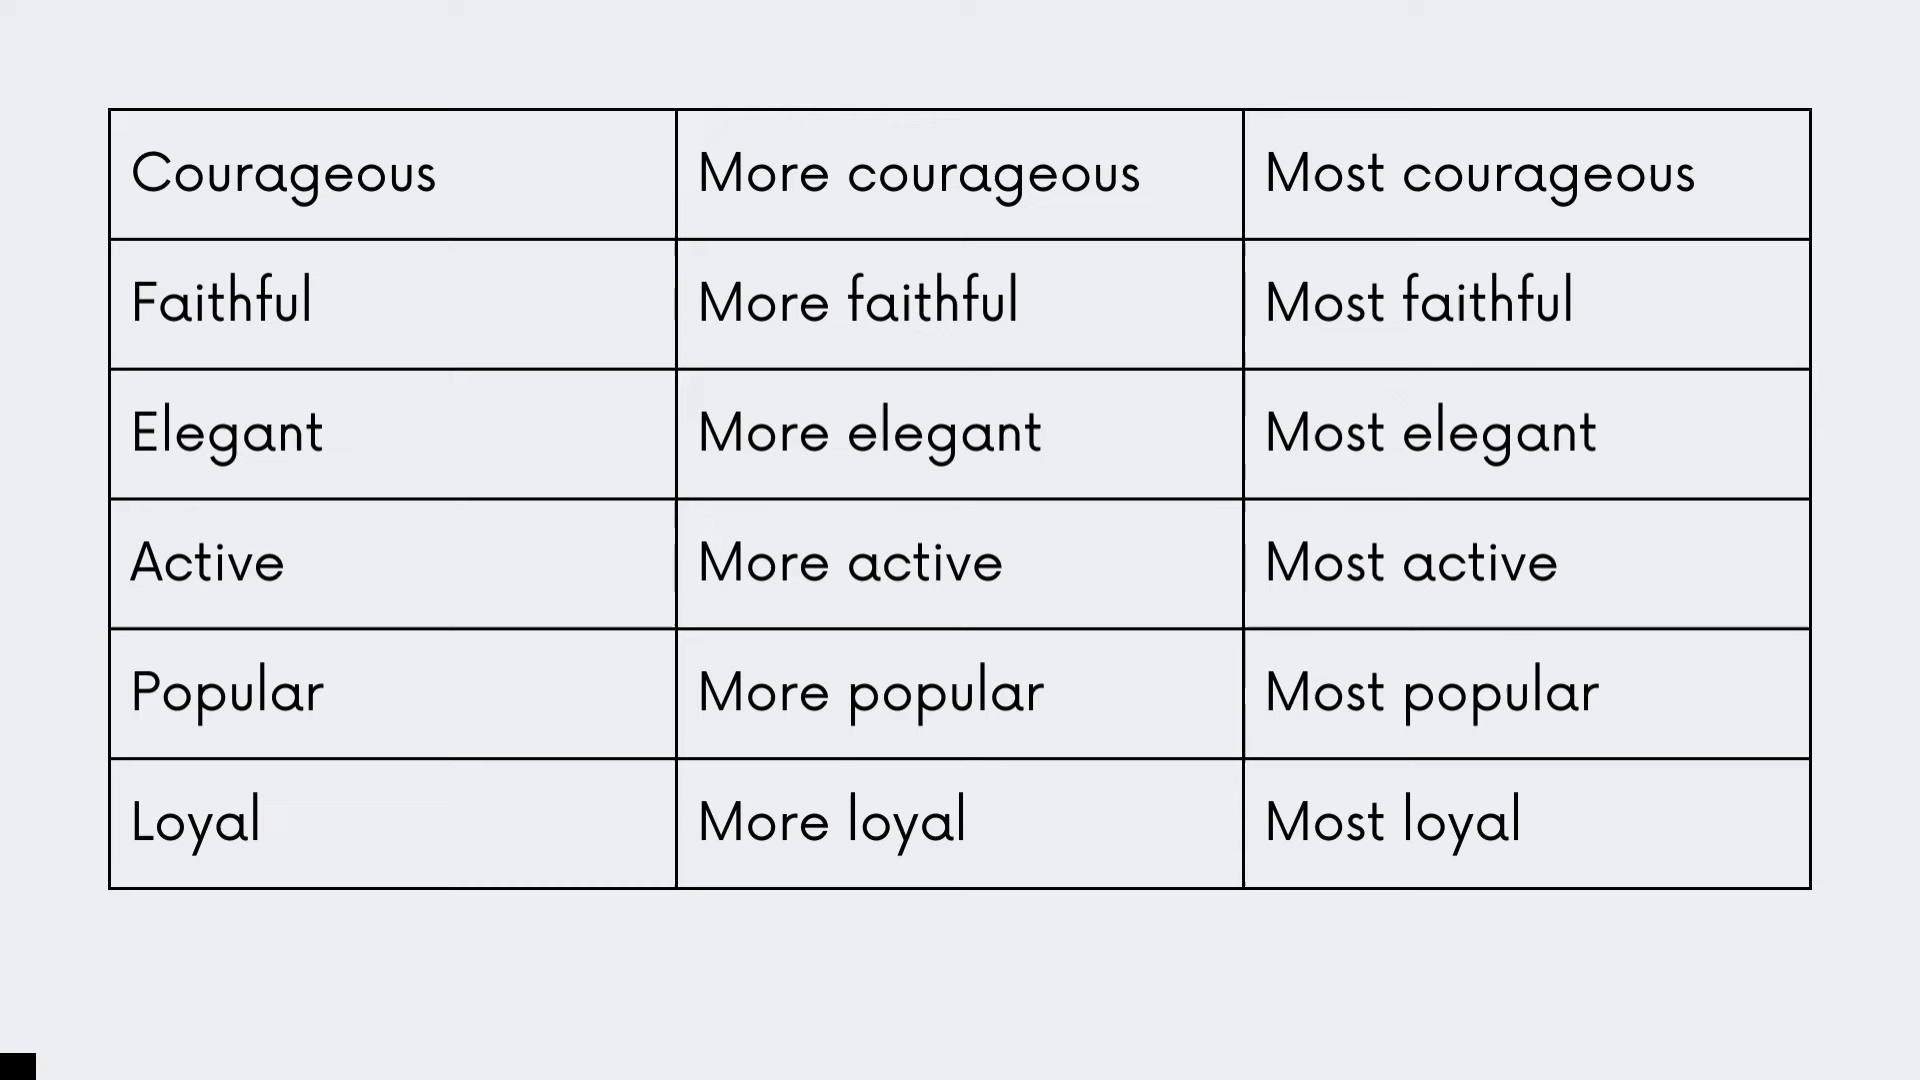 Courageous More courageous Most courageous
Faithful More faithful Most faithful
Elegant More elegant Most elegant
Active More active Most active
Popular More popular Most popular
Loyal More loyal Most loyal